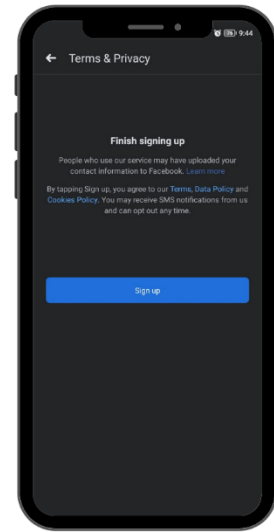 9:44
Terms & Privacy
Finish signing up
People who use our service may have uploaded your
contact information to Facebook. Learn more
By tapping Sign up, you agree to our Terms, Data Policy and
Cookies Policy. You may receive SMS notifications from us
and can opt out any time.
Sign up